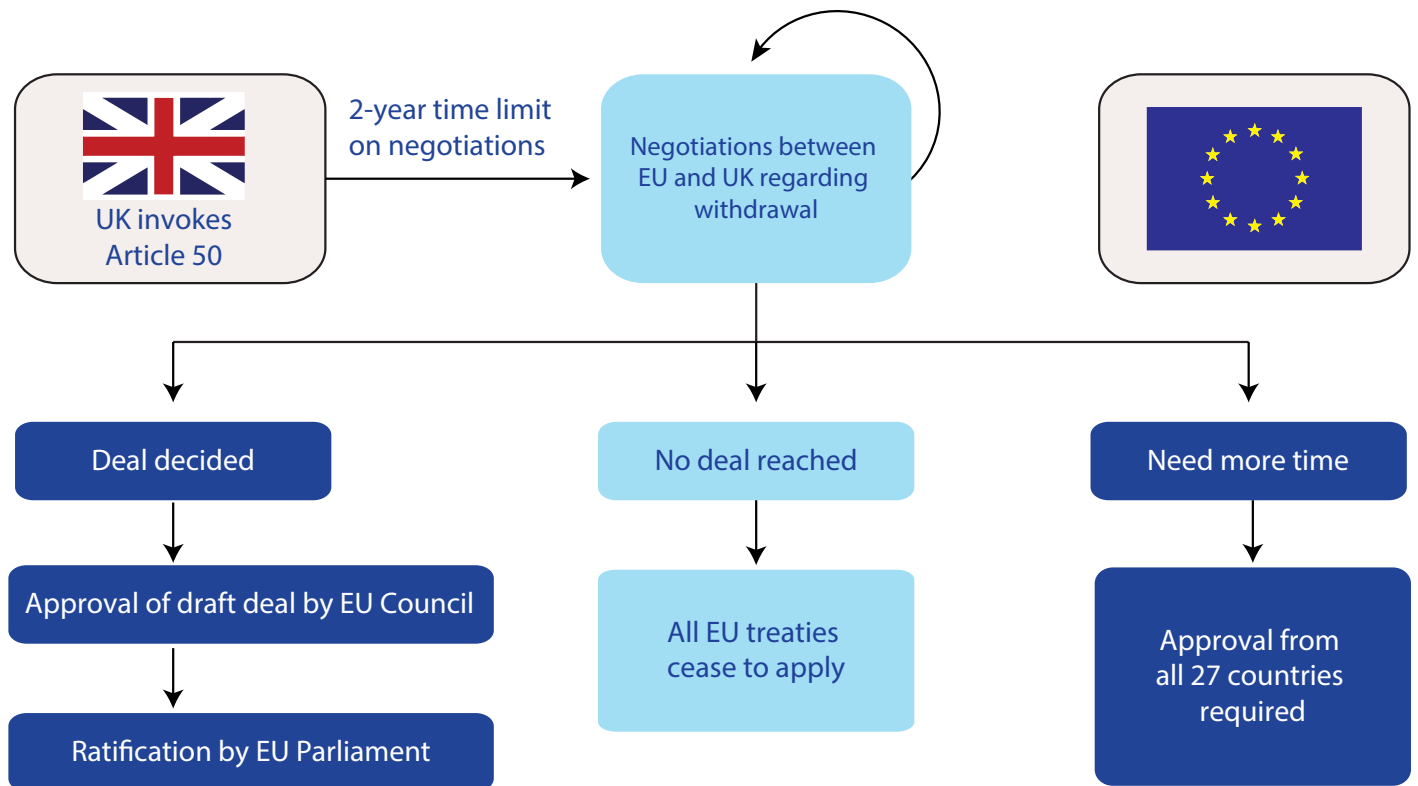 UK invokes
Article 50
2-year time limit
on negotiations
Negotiations between
EU and UK regarding
withdrawal
Deal decided
No deal reached
Need more time
Approval of draft deal by EU Council
All EU treaties
cease to apply
Approval from
all 27 countries
required
Ratification by EU Parliament